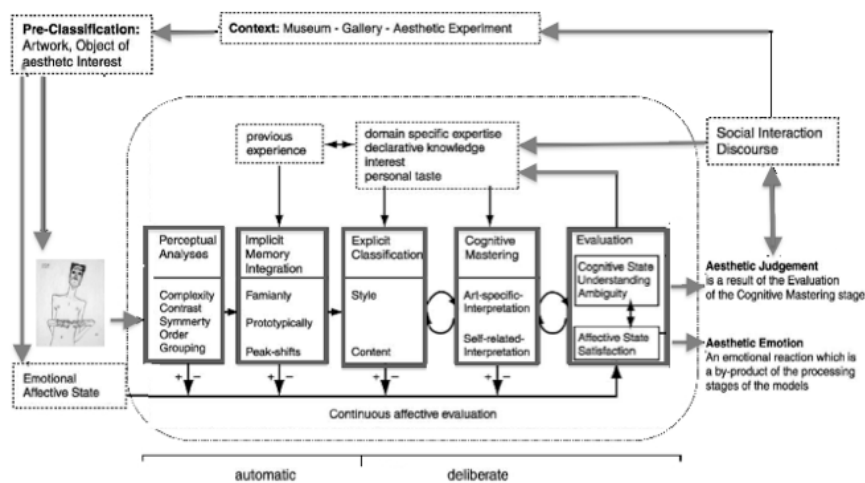 Pre-Classification:
Artwork, Object of
aesthetc Interest
Context: Museum - Gallery - Aesthetic Experiment
previous
experience
domain specific expertise
declarative knowledge
interest
personal taste
Social Interaction
Discourse
Perceptual
Analyses
Complexity
Contrast
Symmerty
Order
Grouping
Implicit
Memory
Integration
Famianty
Prototypically
Peak-shifts
Explicit
Classification
Style
Content
Cognitive
Mastering
Art-specific-
Interpretation
Self-related-
Interpretation
Evaluation
Cognitive State
Understanding
Ambiguity
Affective State
Satisfaction
Aesthetic Judgement
is a result of the Evaluation
of the Cognitive Mastering stage
Aesthetic Emotion
An emotional reaction which is
a by-product of the processing
stages of the models
Emotional
Affective State
+ −
+ −
+ −
+ −
Continuous affective evaluation
automatic
deliberate